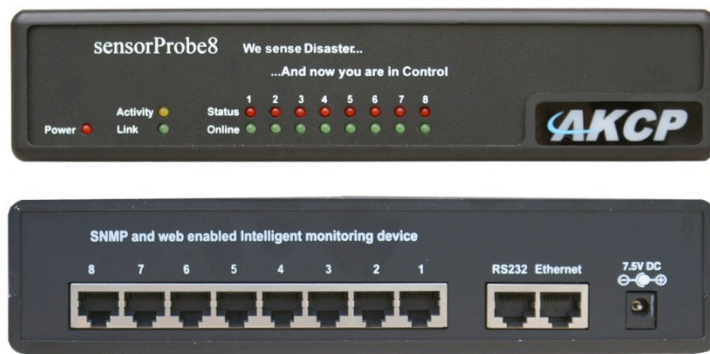 sensorProbe8 We sense Disaster...
...And now you are in Control
1 2 3 4 5 6 7 8
Activity Status
Power Link Online
AKCP
SNMP and web enabled Intelligent monitoring device
8 7 6 5 4 3 2 1 RS232 Ethernet 7.5V DC